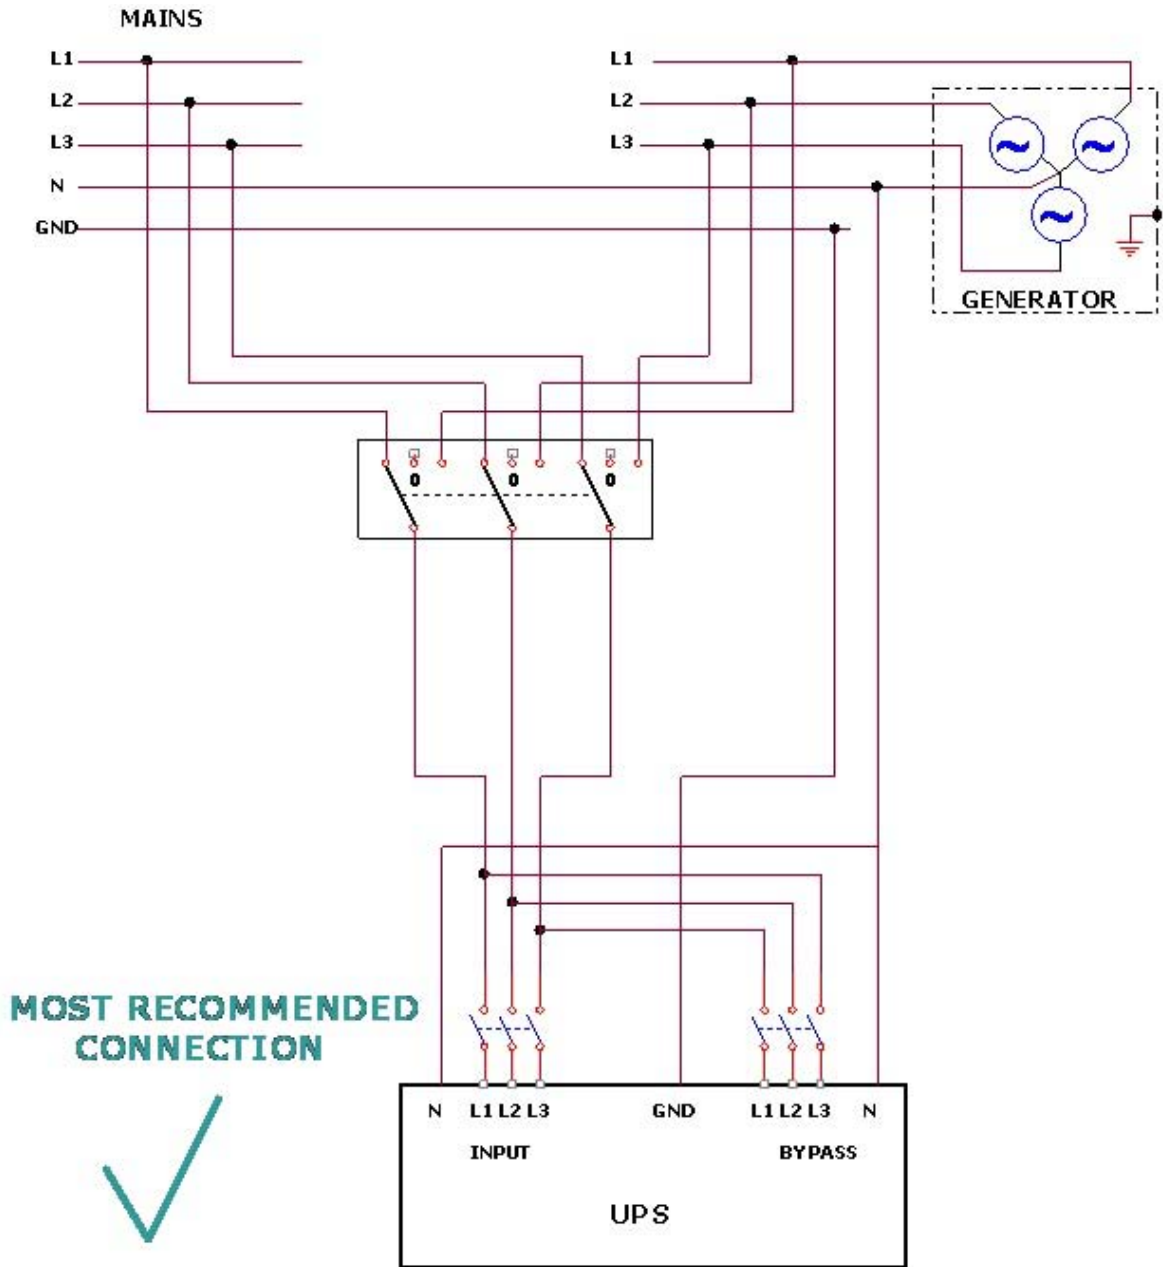 MAINS
L1 L1
L2 L2
L3 L3
N
GND
GENERATOR
0 0 0
MOST RECOMMENDED
CONNECTION
N L1 L2 L3 GND L1 L2 L3 N
INPUT BYPASS
UPS